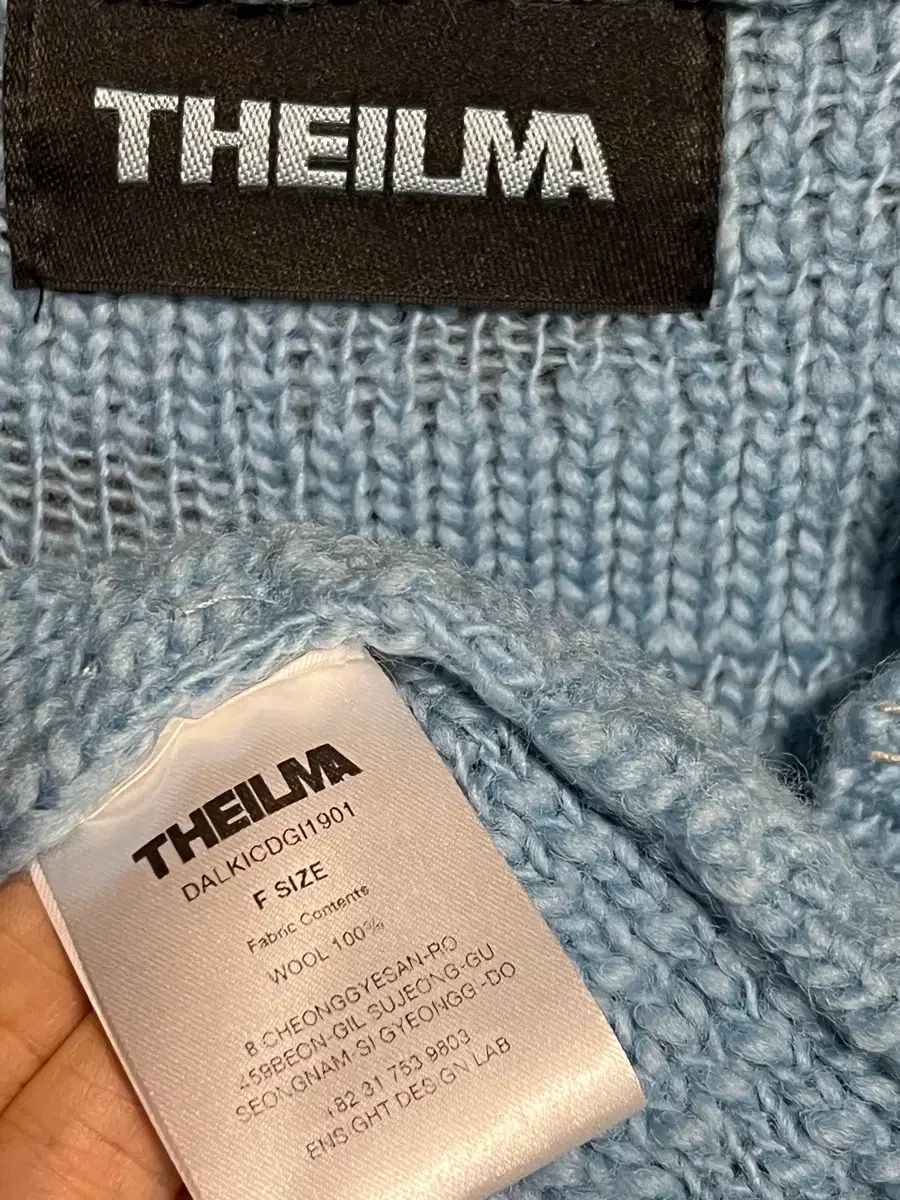 THEILMA
THEILMA
DALKICDGI1901
F SIZE
Fabric Contents
WOOL 100%
8 CHEONGGYESAN-RO
459BEON-GIL SUJEONG-GU
SEONGNAM-SI GYEONGGI-DO
+82 31 753 9803
ENSIGHT DESIGN LAB